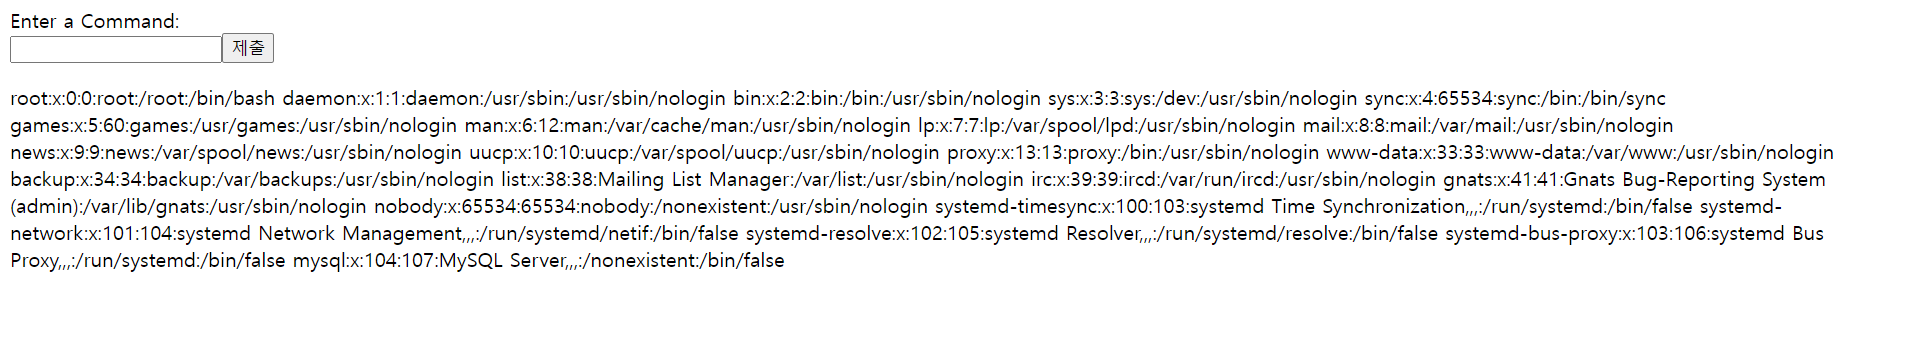 Enter a Command:
제출
root:x:0:0:root:/root:/bin/bash daemon:x:1:1:daemon:/usr/sbin:/usr/sbin/nologin bin:x:2:2:bin:/bin:/usr/sbin/nologin sys:x:3:3:sys:/dev:/usr/sbin/nologin sync:x:4:65534:sync:/bin:/bin/sync
games:x:5:60:games:/usr/games:/usr/sbin/nologin man:x:6:12:man:/var/cache/man:/usr/sbin/nologin lp:x:7:7:lp:/var/spool/lpd:/usr/sbin/nologin mail:x:8:8:mail:/var/mail:/usr/sbin/nologin
news:x:9:9:news:/var/spool/news:/usr/sbin/nologin uucp:x:10:10:uucp:/var/spool/uucp:/usr/sbin/nologin proxy:x:13:13:proxy:/bin:/usr/sbin/nologin www-data:x:33:33:www-data:/var/www:/usr/sbin/nologin
backup:x:34:34:backup:/var/backups:/usr/sbin/nologin list:x:38:38:Mailing List Manager:/var/list:/usr/sbin/nologin irc:x:39:39:ircd:/var/run/ircd:/usr/sbin/nologin gnats:x:41:41:Gnats Bug-Reporting System
(admin):/var/lib/gnats:/usr/sbin/nologin nobody:x:65534:65534:nobody:/nonexistent:/usr/sbin/nologin systemd-timesync:x:100:103:systemd Time Synchronization,,,:/run/systemd:/bin/false systemd-
network:x:101:104:systemd Network Management,,,:/run/systemd/netif:/bin/false systemd-resolve:x:102:105:systemd Resolver,,,:/run/systemd/resolve:/bin/false systemd-bus-proxy:x:103:106:systemd Bus
Proxy,,,:/run/systemd:/bin/false mysql:x:104:107:MySQL Server,,,:/nonexistent:/bin/false